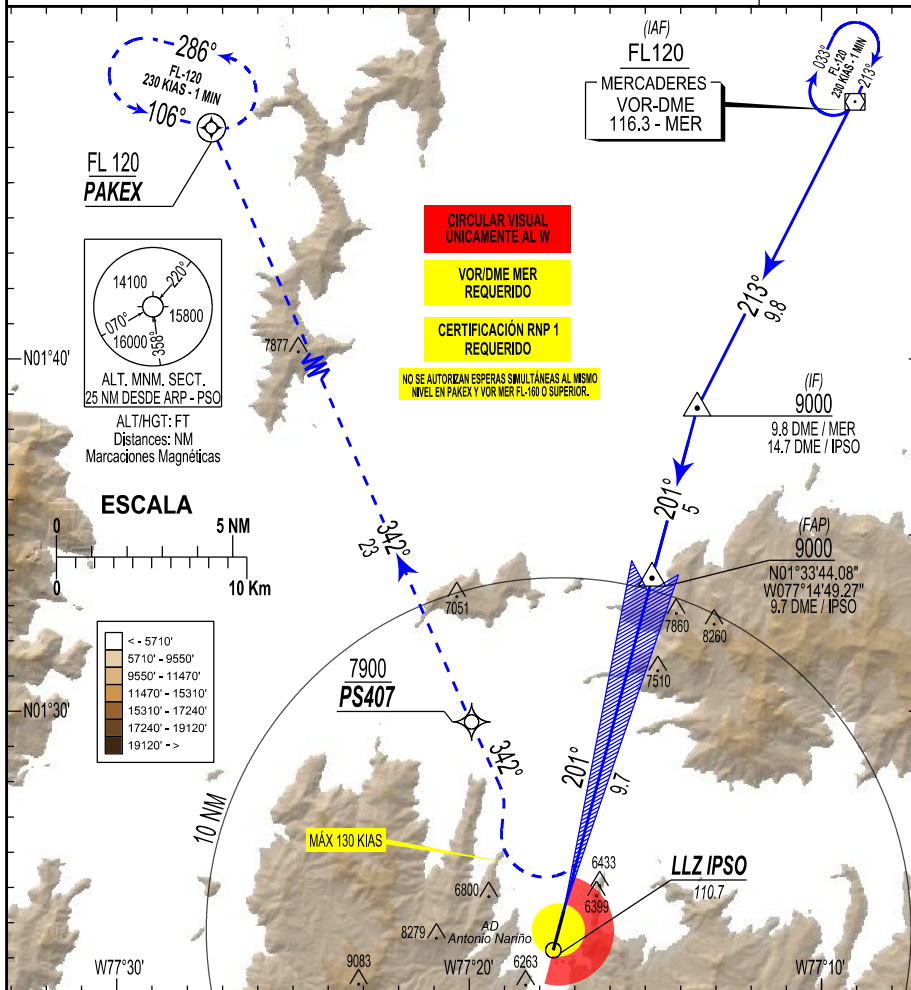 286°
FL-120
230 KIAS - 1 MIN
106°
FL 120
PAKEX
(IAF)
FL120
MERCADERES
VOR-DME
116.3 - MER
033°
FL-120
230 KIAS - 1 MIN
213°
CIRCULAR VISUAL
UNICAMENTE AL W
VOR/DME MER
REQUERIDO
CERTIFICACIÓN RNP 1
REQUERIDO
NO SE AUTORIZAN ESPERAS SIMULTÁNEAS AL MISMO
NIVEL EN PAKEX Y VOR MER FL-160 O SUPERIOR.
14100
220°
15800
070°
16000
358°
ALT. MNM. SECT.
25 NM DESDE ARP - PSO
ALT/HGT: FT
Distances: NM
Marcaciones Magnéticas
7877
N01°40'
213°
9.8
(IF)
9000
9.8 DME / MER
14.7 DME / IPSO
ESCALA
0
5 NM
0
10 Km
342°
23
201°
5
(FAP)
9000
N01°33'44.08"
W077°14'49.27"
9.7 DME / IPSO
7051
7860
8260
7510
< - 5710'
5710' - 9550'
9550' - 11470'
11470' - 15310'
15310' - 17240'
17240' - 19120'
19120' - >
7900
PS407
N01°30'
342°
201°
9.7
10 NM
MÁX 130 KIAS
6800
6433
6399
LLZ IPSO
110.7
8279
AD
Antonio Nariño
9083
6263
W77°30'
W77°20'
W77°10'